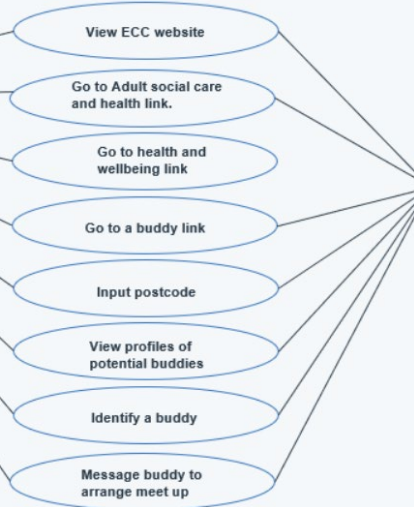 View ECC website
Go to Adult social care
and health link.
Go to health and
wellbeing link
Go to a buddy link
Input postcode
View profiles of
potential buddies
Identify a buddy
Message buddy to
arrange meet up